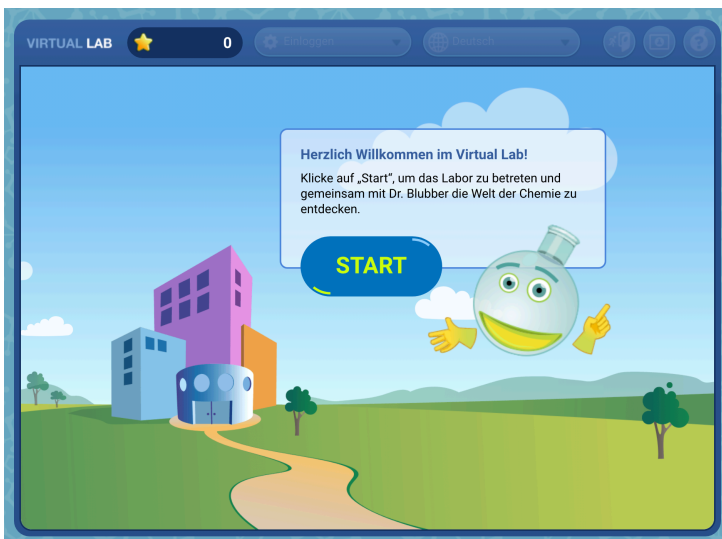 VIRTUAL LAB 0 Einloggen Deutsch
Herzlich Willkommen im Virtual Lab!
Klicke auf „Start“, um das Labor zu betreten und
gemeinsam mit Dr. Blubber die Welt der Chemie zu
entdecken.
START